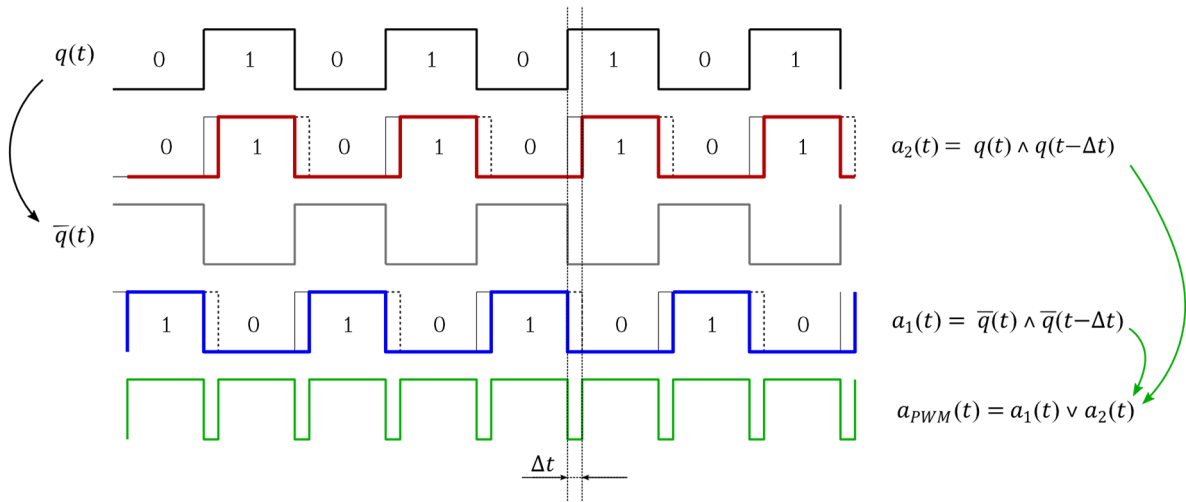 q(t)
0 1 0 1 0 1 0 1
0 1 0 1 0 1 0 1
a₂(t) = q(t) ∧ q(t−Δt)
q̅(t)
1 0 1 0 1 0 1 0
a₁(t) = q̅(t) ∧ q̅(t−Δt)
a_PWM(t) = a₁(t) ∨ a₂(t)
Δt